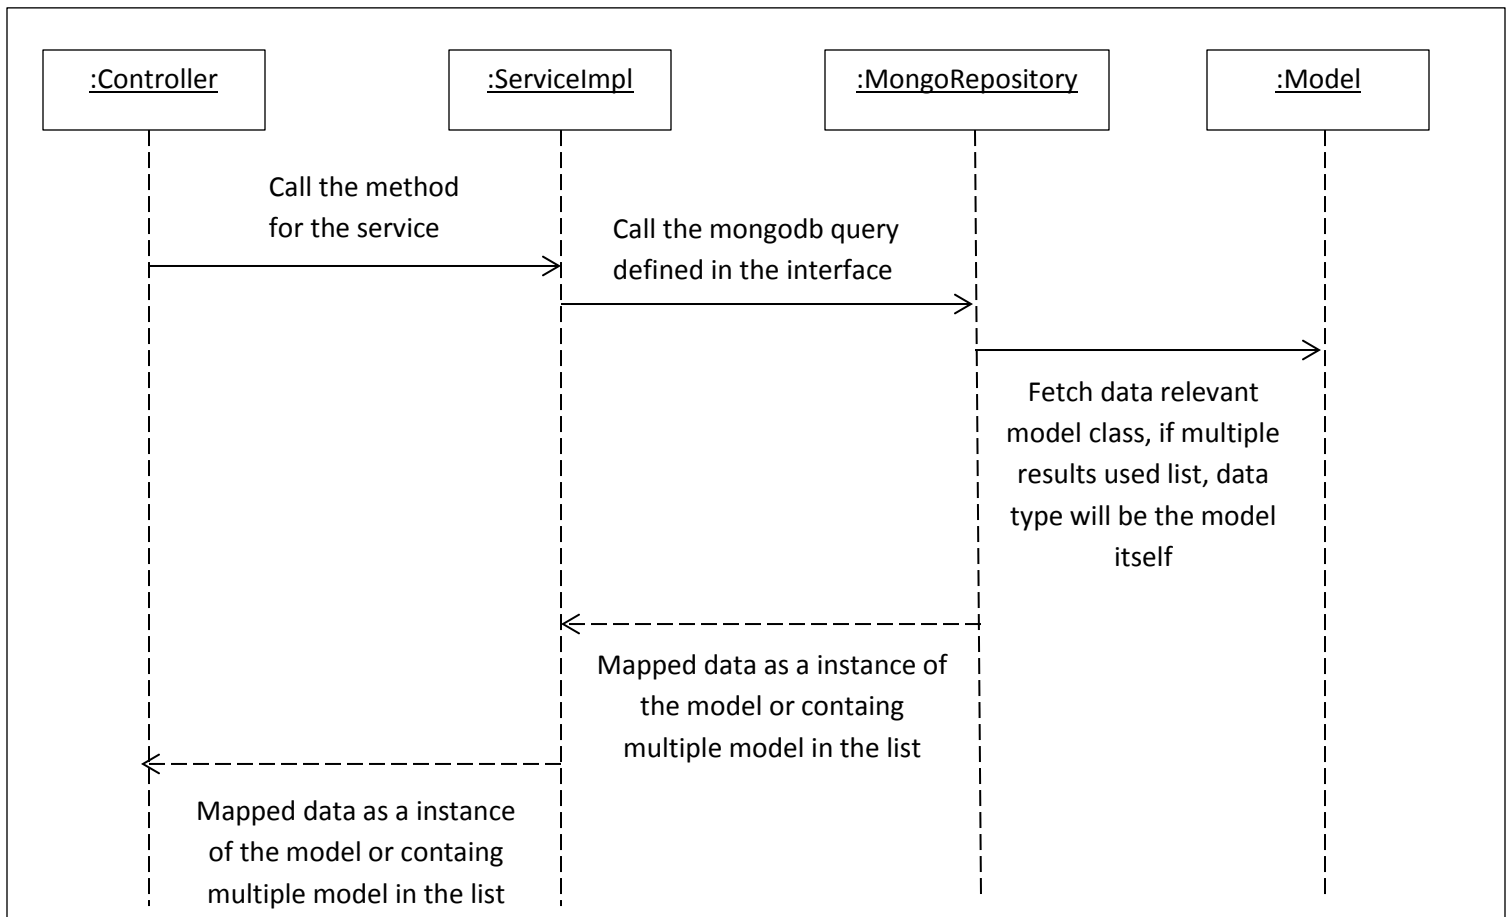 :Controller
:ServiceImpl
:MongoRepository
:Model
Call the method
for the service
Call the mongodb query
defined in the interface
Fetch data relevant
model class, if multiple
results used list, data
type will be the model
itself
Mapped data as a instance of
the model or containg
multiple model in the list
Mapped data as a instance
of the model or containg
multiple model in the list